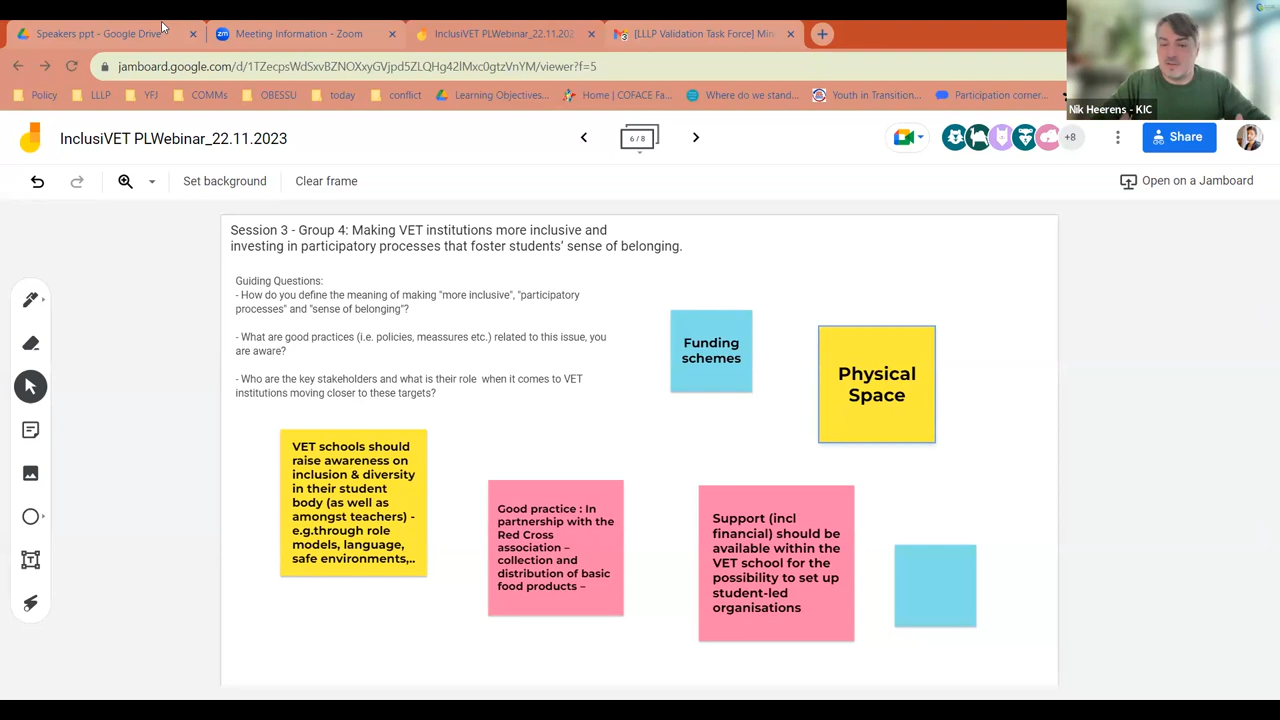 Speakers ppt - Google Drive
Meeting Information - Zoom
InclusiVET PLWebinar_22.11.202
[LLLP Validation Task Force] Min
jamboard.google.com/d/1TZecpsWdSxvBZNOXxyGVjpd5ZLQHg42lMxc0gtzVnYM/viewer?f=5
Policy
LLLP
YFJ
COMMs
OBESSU
today
conflict
Learning Objectives...
Home | COFACE Fa...
Where do we stand...
Youth in Transition...
Participation corner...
Nik Heerens - KIC
InclusiVET PLWebinar_22.11.2023
6 / 8
+8
Share
Set background
Clear frame
Open on a Jamboard
Session 3 - Group 4: Making VET institutions more inclusive and
investing in participatory processes that foster students' sense of belonging.
Guiding Questions:
- How do you define the meaning of making "more inclusive", "participatory
processes" and "sense of belonging"?
- What are good practices (i.e. policies, meassures etc.) related to this issue, you
are aware?
- Who are the key stakeholders and what is their role when it comes to VET
institutions moving closer to these targets?
Funding
schemes
Physical
Space
VET schools should
raise awareness on
inclusion & diversity
in their student
body (as well as
amongst teachers) -
e.g.through role
models, language,
safe environments,..
Good practice : In
partnership with the
Red Cross
association –
collection and
distribution of basic
food products –
Support (incl
financial) should be
available within the
VET school for the
possibility to set up
student-led
organisations